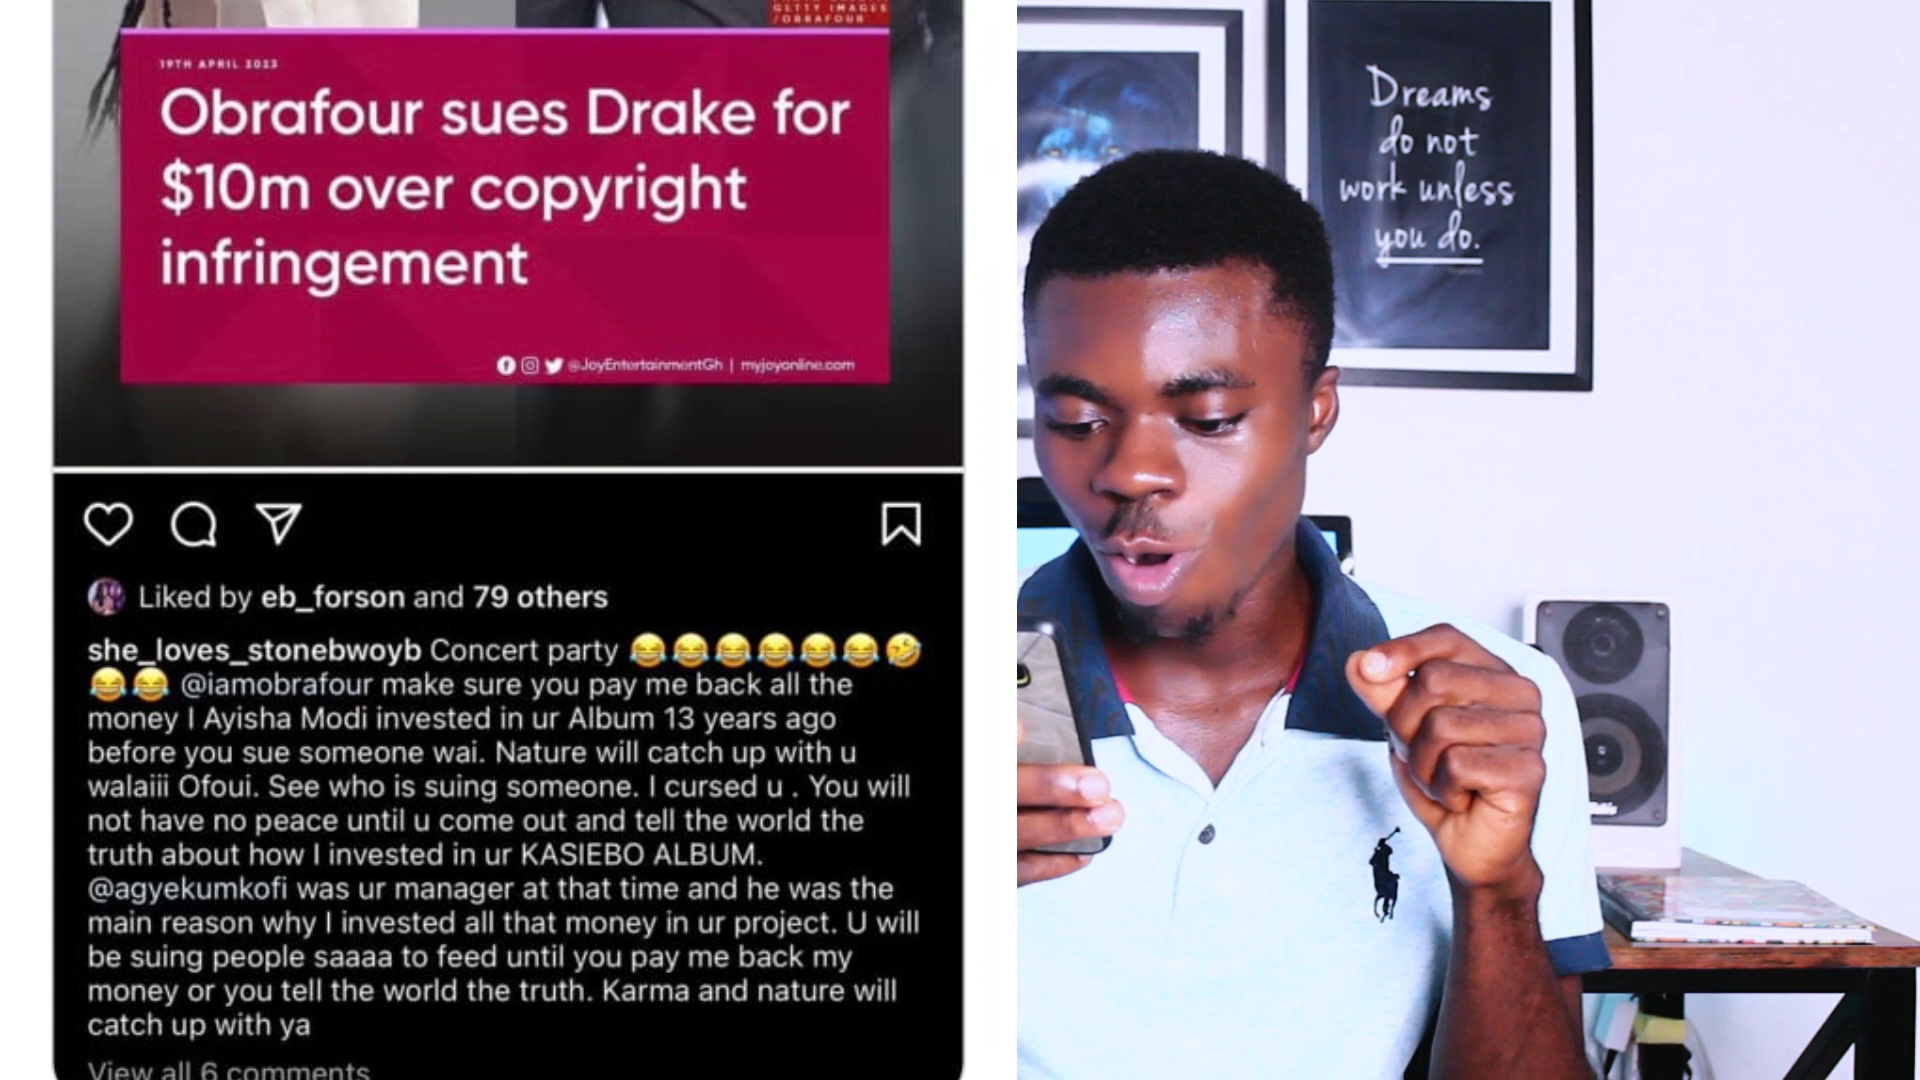 GETTY IMAGES
/OBRAFOUR
19TH APRIL 2023
Obrafour sues Drake for
$10m over copyright
infringement
@JoyEntertainmentGh | myjoyonline.com
Liked by eb_forson and 79 others
she_loves_stonebwoyb Concert party 😂😂😂😂😂😂🤣
😂😂 @iamobrafour make sure you pay me back all the
money I Ayisha Modi invested in ur Album 13 years ago
before you sue someone wai. Nature will catch up with u
walaiii Ofoui. See who is suing someone. I cursed u . You will
not have no peace until u come out and tell the world the
truth about how I invested in ur KASIEBO ALBUM.
@agyekumkofi was ur manager at that time and he was the
main reason why I invested all that money in ur project. U will
be suing people saaaa to feed until you pay me back my
money or you tell the world the truth. Karma and nature will
catch up with ya
View all 6 comments
Dreams
do not
work unless
you do.